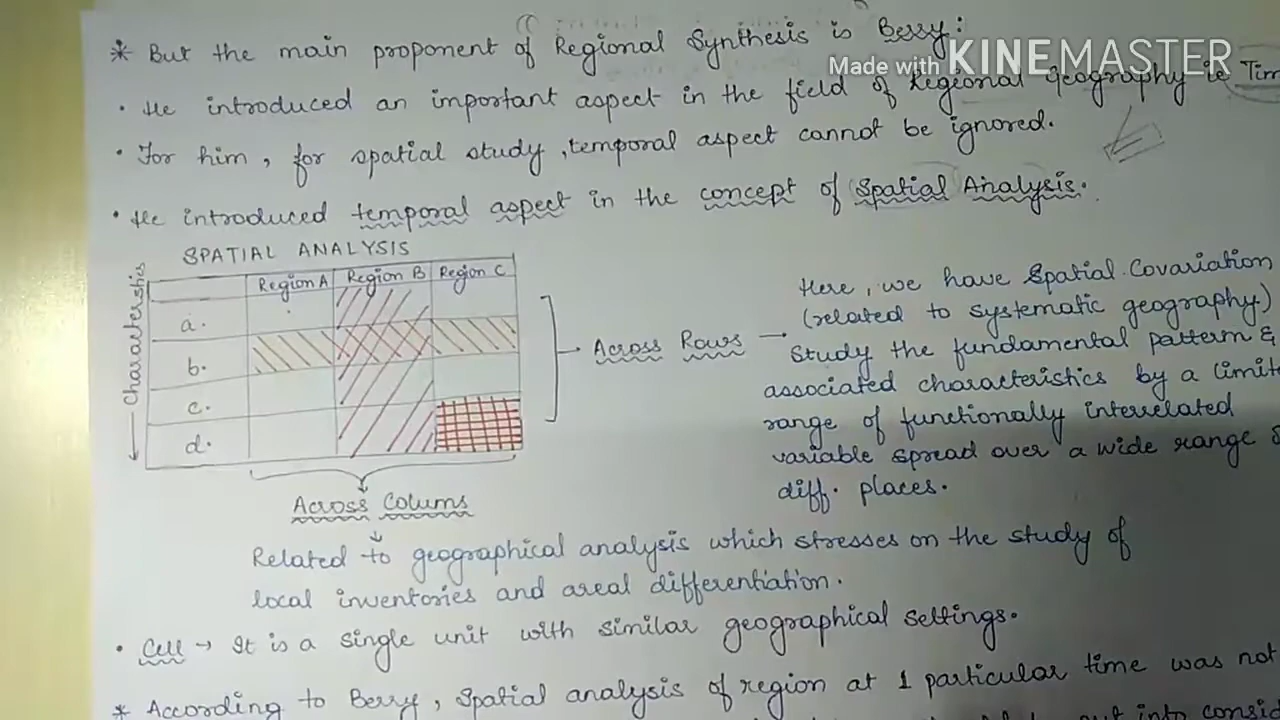 * But the main proponent of Regional Synthesis is Berry:
Made with KINEMASTER
• He introduced an important aspect in the field of Regional geography ie Tim
• For him, for spatial study, temporal aspect cannot be ignored.
• He introduced temporal aspect in the concept of Spatial Analysis.
SPATIAL ANALYSIS
Region A Region B Region C
a.
b.
c.
d.
Across Rows
Here, we have Spatial Covariation
(related to systematic geography)
Study the fundamental pattern &
associated characteristics by a limite
range of functionally interrelated
variable spread over a wide range
diff. places.
Across Colums
Related to geographical analysis which stresses on the study of
local inventories and areal differentiation.
• Cell → It is a single unit with similar geographical settings.
* According to Berry, Spatial analysis of region at 1 particular time was not
into consid